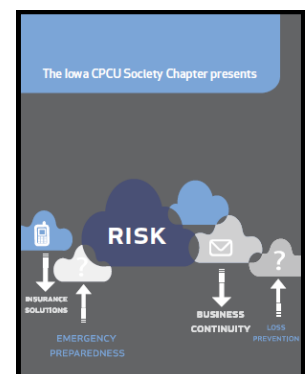 The Iowa CPCU Society Chapter presents
RISK
?
?
INSURANCE
SOLUTIONS
BUSINESS
CONTINUITY
EMERGENCY
PREPAREDNESS
LOSS
PREVENTION